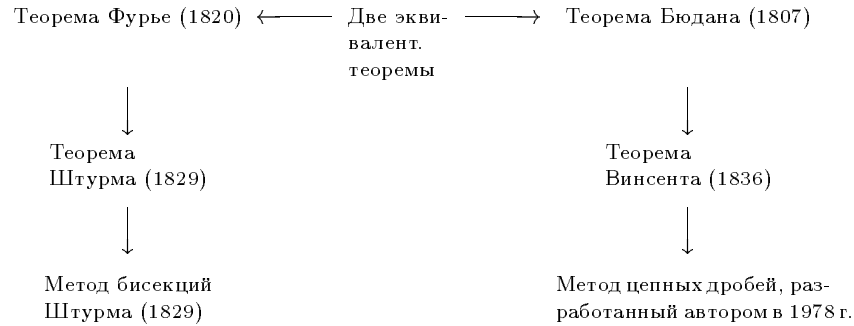 Теорема Фурье (1820)
Две экви-
валент.
теоремы
Теорема Бюдана (1807)
Теорема
Штурма (1829)
Теорема
Винсента (1836)
Метод бисекций
Штурма (1829)
Метод цепных дробей, раз-
работанный автором в 1978 г.